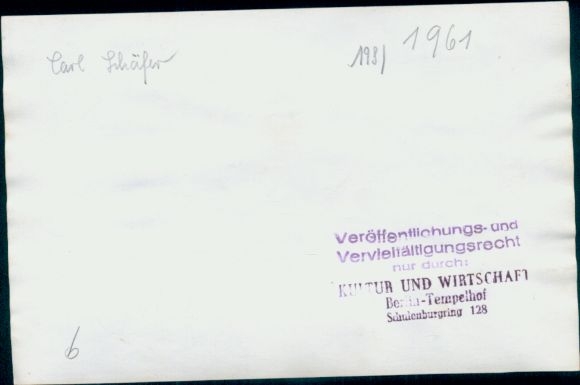 Carl Schäfer
1931
1961
Veröffentlichungs- und
Vervielfältigungsrecht
nur durch:
KULTUR UND WIRTSCHAFT
Berlin-Tempelhof
Schulenburgring 128
b